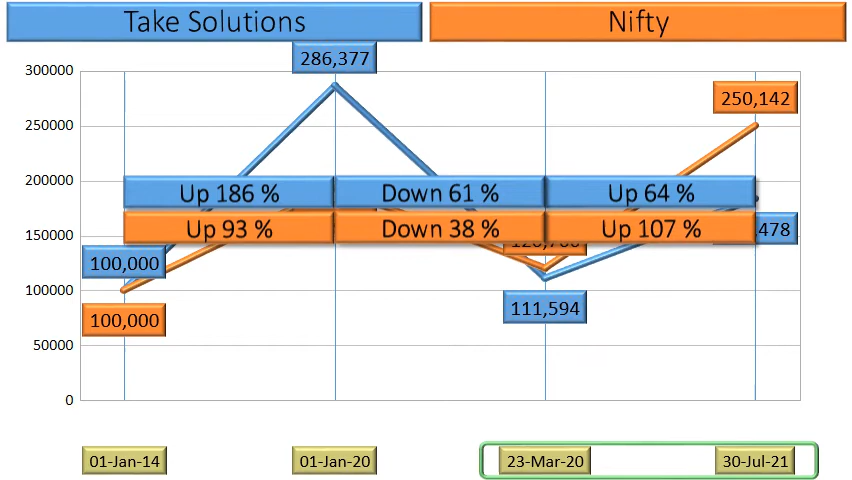 Take Solutions
Nifty
300000
250000
200000
150000
100000
50000
0
286,377
250,142
Up 186 %
Down 61 %
Up 64 %
Up 93 %
Down 38 %
Up 107 %
478
100,000
100,000
111,594
01-Jan-14
01-Jan-20
23-Mar-20
30-Jul-21